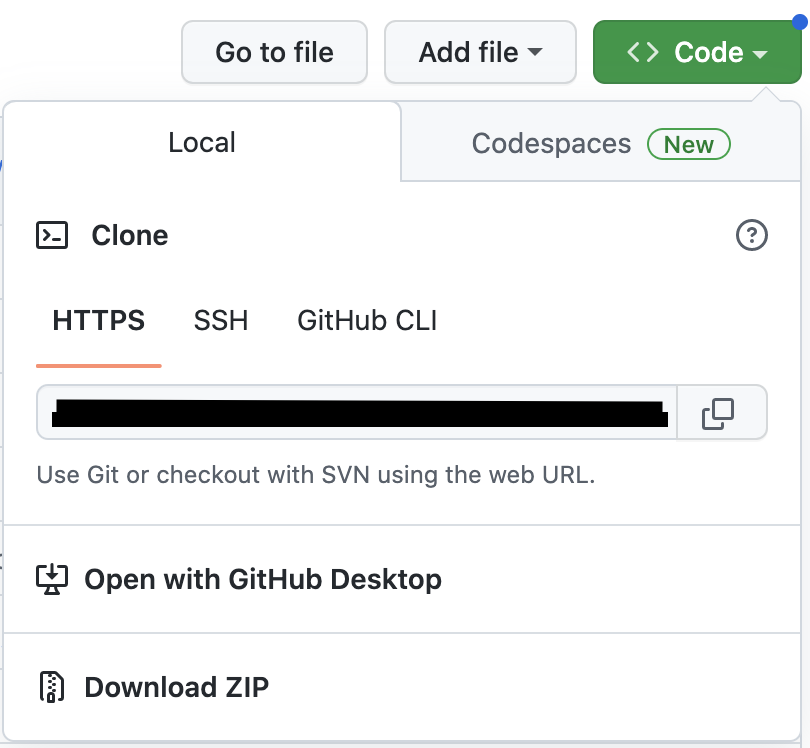 Go to file Add file Code
Local Codespaces New
Clone
HTTPS SSH GitHub CLI
Use Git or checkout with SVN using the web URL.
Open with GitHub Desktop
Download ZIP